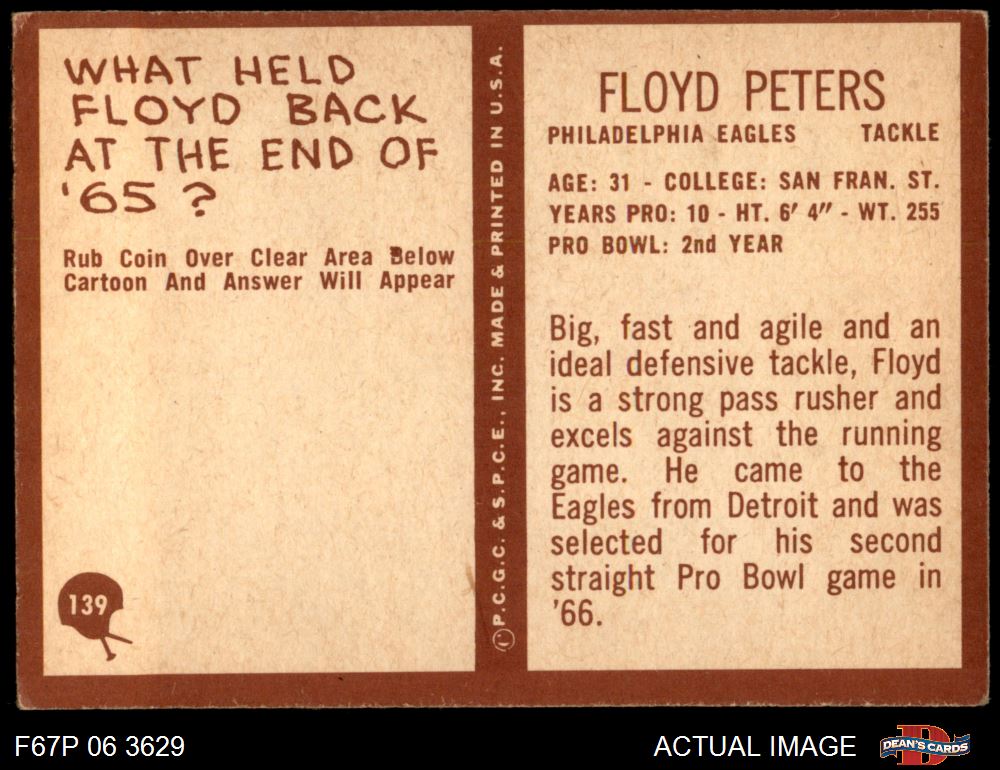 WHAT HELD
FLOYD BACK
AT THE END OF
'65 ?
Rub Coin Over Clear Area Below
Cartoon And Answer Will Appear
139
©P.C.G.C. & S.P.C.E., INC. MADE & PRINTED IN U.S.A.
FLOYD PETERS
PHILADELPHIA EAGLES TACKLE
AGE: 31 - COLLEGE: SAN FRAN. ST.
YEARS PRO: 10 - HT. 6' 4" - WT. 255
PRO BOWL: 2nd YEAR
Big, fast and agile and an
ideal defensive tackle, Floyd
is a strong pass rusher and
excels against the running
game. He came to the
Eagles from Detroit and was
selected for his second
straight Pro Bowl game in
'66.
F67P 06 3629
ACTUAL IMAGE
D
DEAN'S CARDS